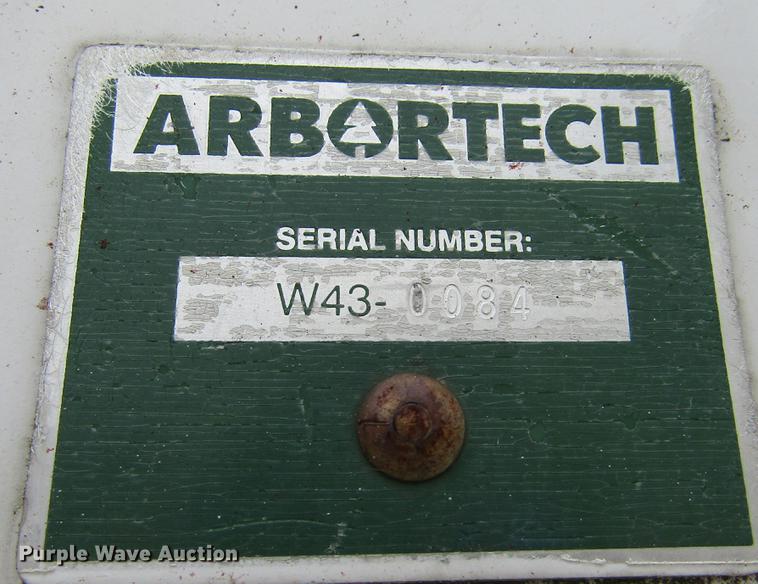 ARBORTECH
SERIAL NUMBER:
W43-0084
Purple Wave Auction